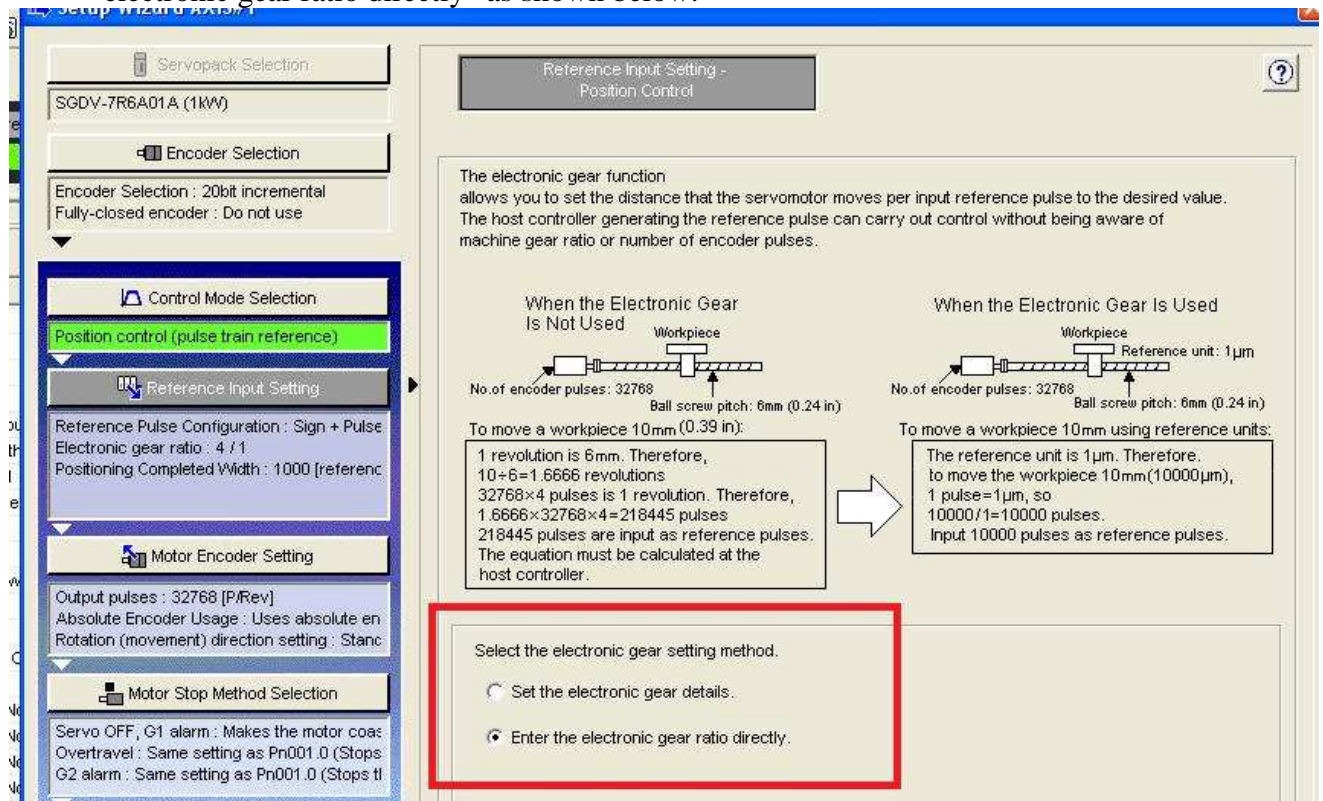 electronic gear ratio directly" as shown below.
Setup Wizard AXIS#1
Servopack Selection
SGDV-7R6A01A (1kW)
Encoder Selection
Encoder Selection : 20bit incremental
Fully-closed encoder : Do not use
Control Mode Selection
Position control (pulse train reference)
Reference Input Setting
Reference Pulse Configuration : Sign + Pulse
Electronic gear ratio : 4 / 1
Positioning Completed Width : 1000 [referenc
Motor Encoder Setting
Output pulses : 32768 [P/Rev]
Absolute Encoder Usage : Uses absolute en
Rotation (movement) direction setting : Stanc
Motor Stop Method Selection
Servo OFF, G1 alarm : Makes the motor coas
Overtravel : Same setting as Pn001.0 (Stops
G2 alarm : Same setting as Pn001.0 (Stops tl
Reference Input Setting -
Position Control
?
The electronic gear function
allows you to set the distance that the servomotor moves per input reference pulse to the desired value.
The host controller generating the reference pulse can carry out control without being aware of
machine gear ratio or number of encoder pulses.
When the Electronic Gear
Is Not Used
Workpiece
No.of encoder pulses: 32768
Ball screw pitch: 6mm (0.24 in)
To move a workpiece 10mm (0.39 in):
1 revolution is 6mm. Therefore,
10÷6=1.6666 revolutions
32768×4 pulses is 1 revolution. Therefore,
1.6666×32768×4=218445 pulses
218445 pulses are input as reference pulses.
The equation must be calculated at the
host controller.
When the Electronic Gear Is Used
Workpiece
Reference unit: 1μm
No.of encoder pulses: 32768
Ball screw pitch: 6mm (0.24 in)
To move a workpiece 10mm using reference units:
The reference unit is 1μm. Therefore.
to move the workpiece 10mm(10000μm),
1 pulse=1μm, so
10000/1=10000 pulses.
Input 10000 pulses as reference pulses.
Select the electronic gear setting method.
Set the electronic gear details.
Enter the electronic gear ratio directly.